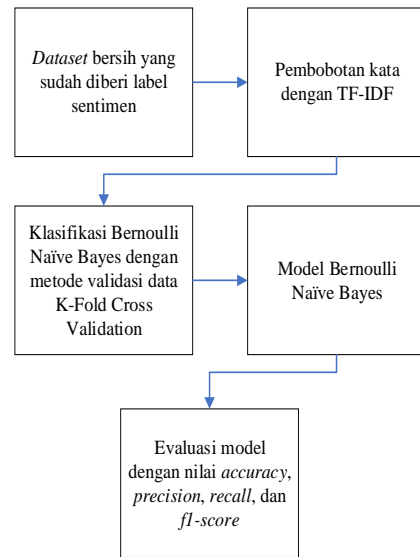 Dataset bersih yang
sudah diberi label
sentimen
Pembobotan kata
dengan TF-IDF
Klasifikasi Bernoulli
Naïve Bayes dengan
metode validasi data
K-Fold Cross
Validation
Model Bernoulli
Naïve Bayes
Evaluasi model
dengan nilai accuracy,
precision, recall, dan
f1-score